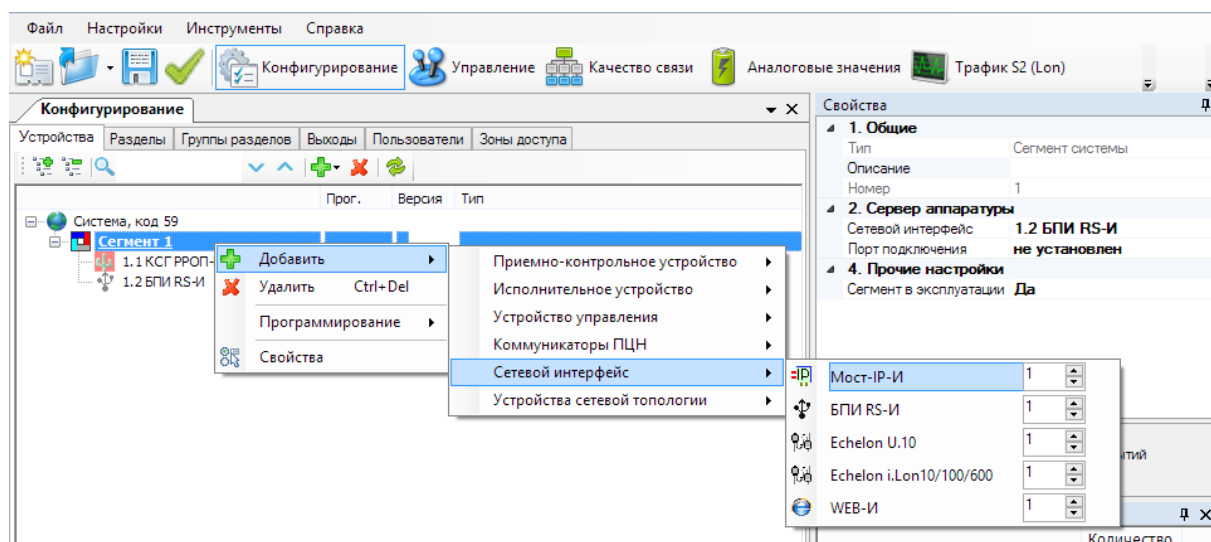 Файл Настройки Инструменты Справка
Конфигурирование Управление Качество связи Аналоговые значения Трафик S2 (Lon)
Конфигурирование
Устройства Разделы Группы разделов Выходы Пользователи Зоны доступа
Прог. Версия Тип
Система, код 59
Сегмент 1
1.1 КСГ РРОП-
1.2 БПИ RS-И
Добавить
Удалить Ctrl+Del
Программирование
Свойства
Приемно-контрольное устройство
Исполнительное устройство
Устройство управления
Коммуникаторы ПЦН
Сетевой интерфейс
Устройства сетевой топологии
Мост-IP-И 1
БПИ RS-И 1
Echelon U.10 1
Echelon i.Lon10/100/600 1
WEB-И 1
Свойства
1. Общие
Тип Сегмент системы
Описание
Номер 1
2. Сервер аппаратуры
Сетевой интерфейс 1.2 БПИ RS-И
Порт подключения не установлен
4. Прочие настройки
Сегмент в эксплуатации Да
ытий
Количество